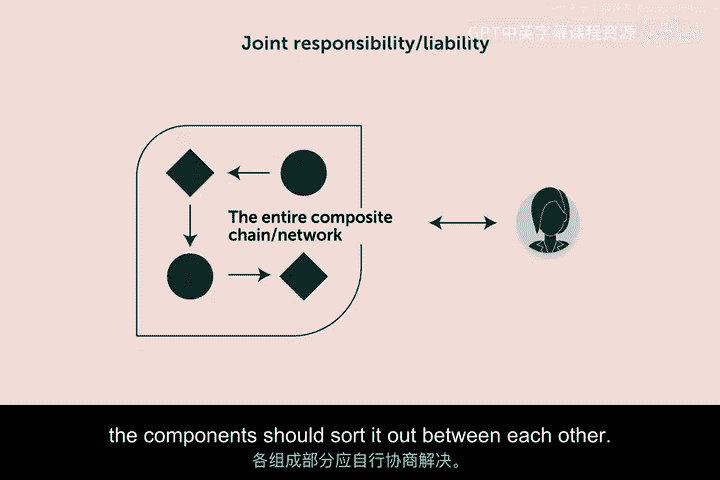 GPT中英字幕课程资源
Joint responsibility/liability
The entire composite
chain/network
the components should sort it out between each other.
各组成部分应自行协商解决。